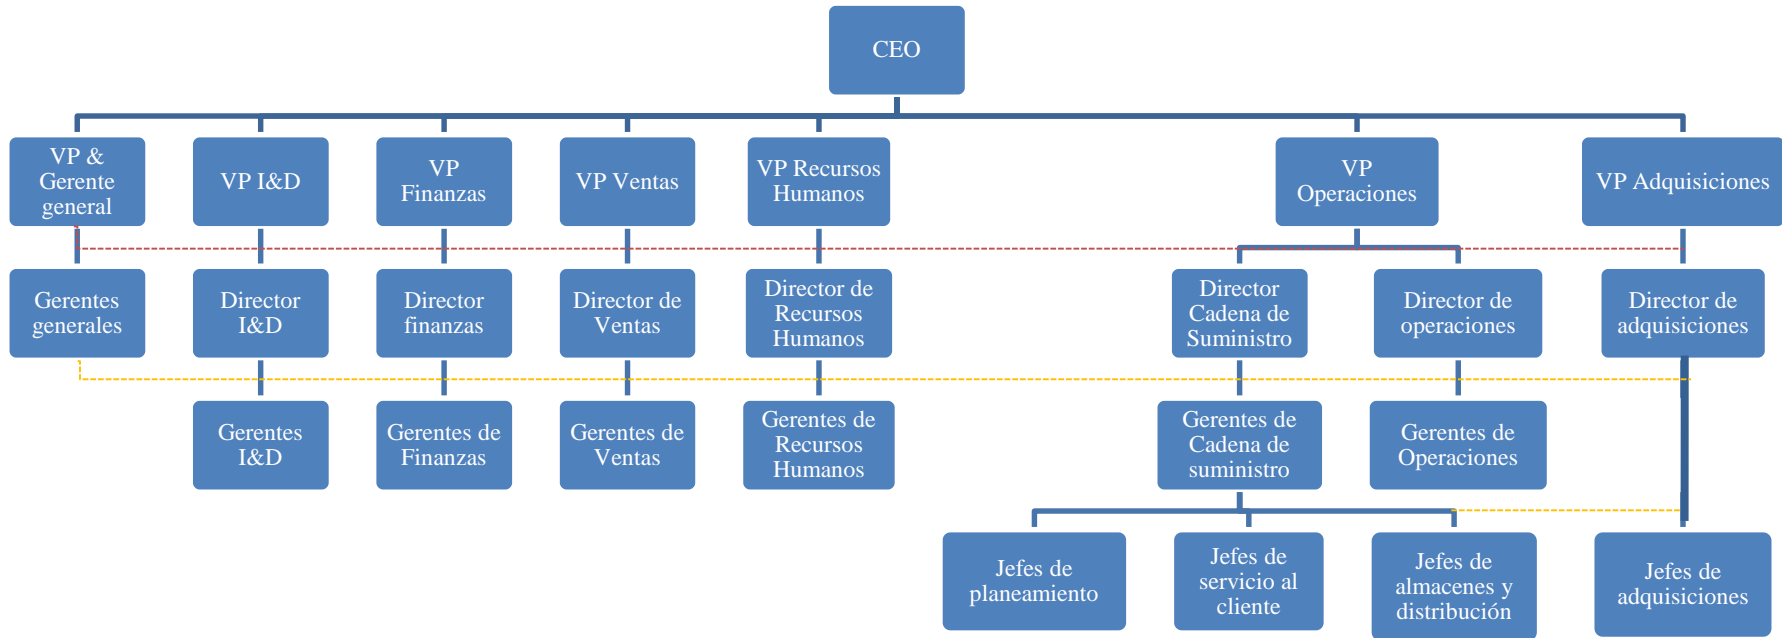 CEO
VP &
Gerente
general
VP I&D
VP
Finanzas
VP Ventas
VP Recursos
Humanos
VP
Operaciones
VP Adquisiciones
Gerentes
generales
Director
I&D
Director
finanzas
Director de
Ventas
Director de
Recursos
Humanos
Director
Cadena de
Suministro
Director de
operaciones
Director de
adquisiciones
Gerentes
I&D
Gerentes de
Finanzas
Gerentes de
Ventas
Gerentes de
Recursos
Humanos
Gerentes de
Cadena de
suministro
Gerentes de
Operaciones
Jefes de
planeamiento
Jefes de
servicio al
cliente
Jefes de
almacenes y
distribución
Jefes de
adquisiciones